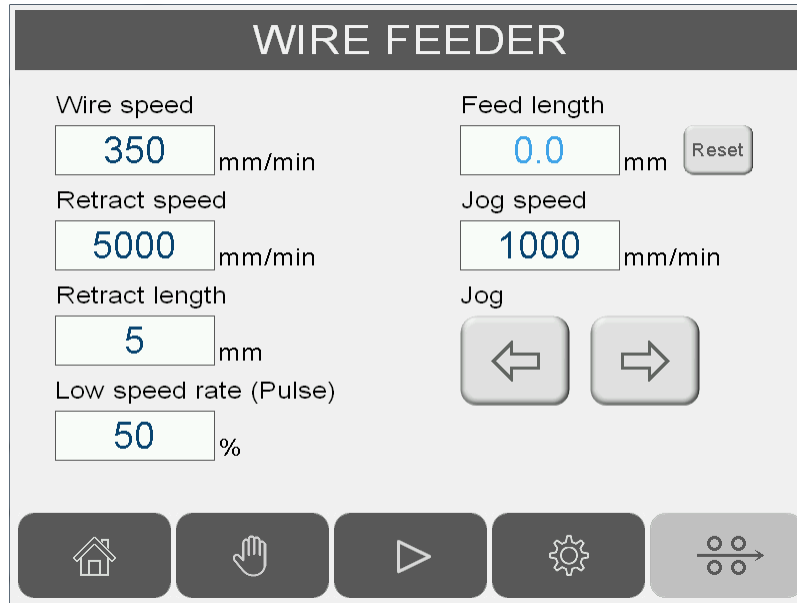 WIRE FEEDER
Wire speed
350 mm/min
Retract speed
5000 mm/min
Retract length
5 mm
Low speed rate (Pulse)
50 %
Feed length
0.0 mm Reset
Jog speed
1000 mm/min
Jog